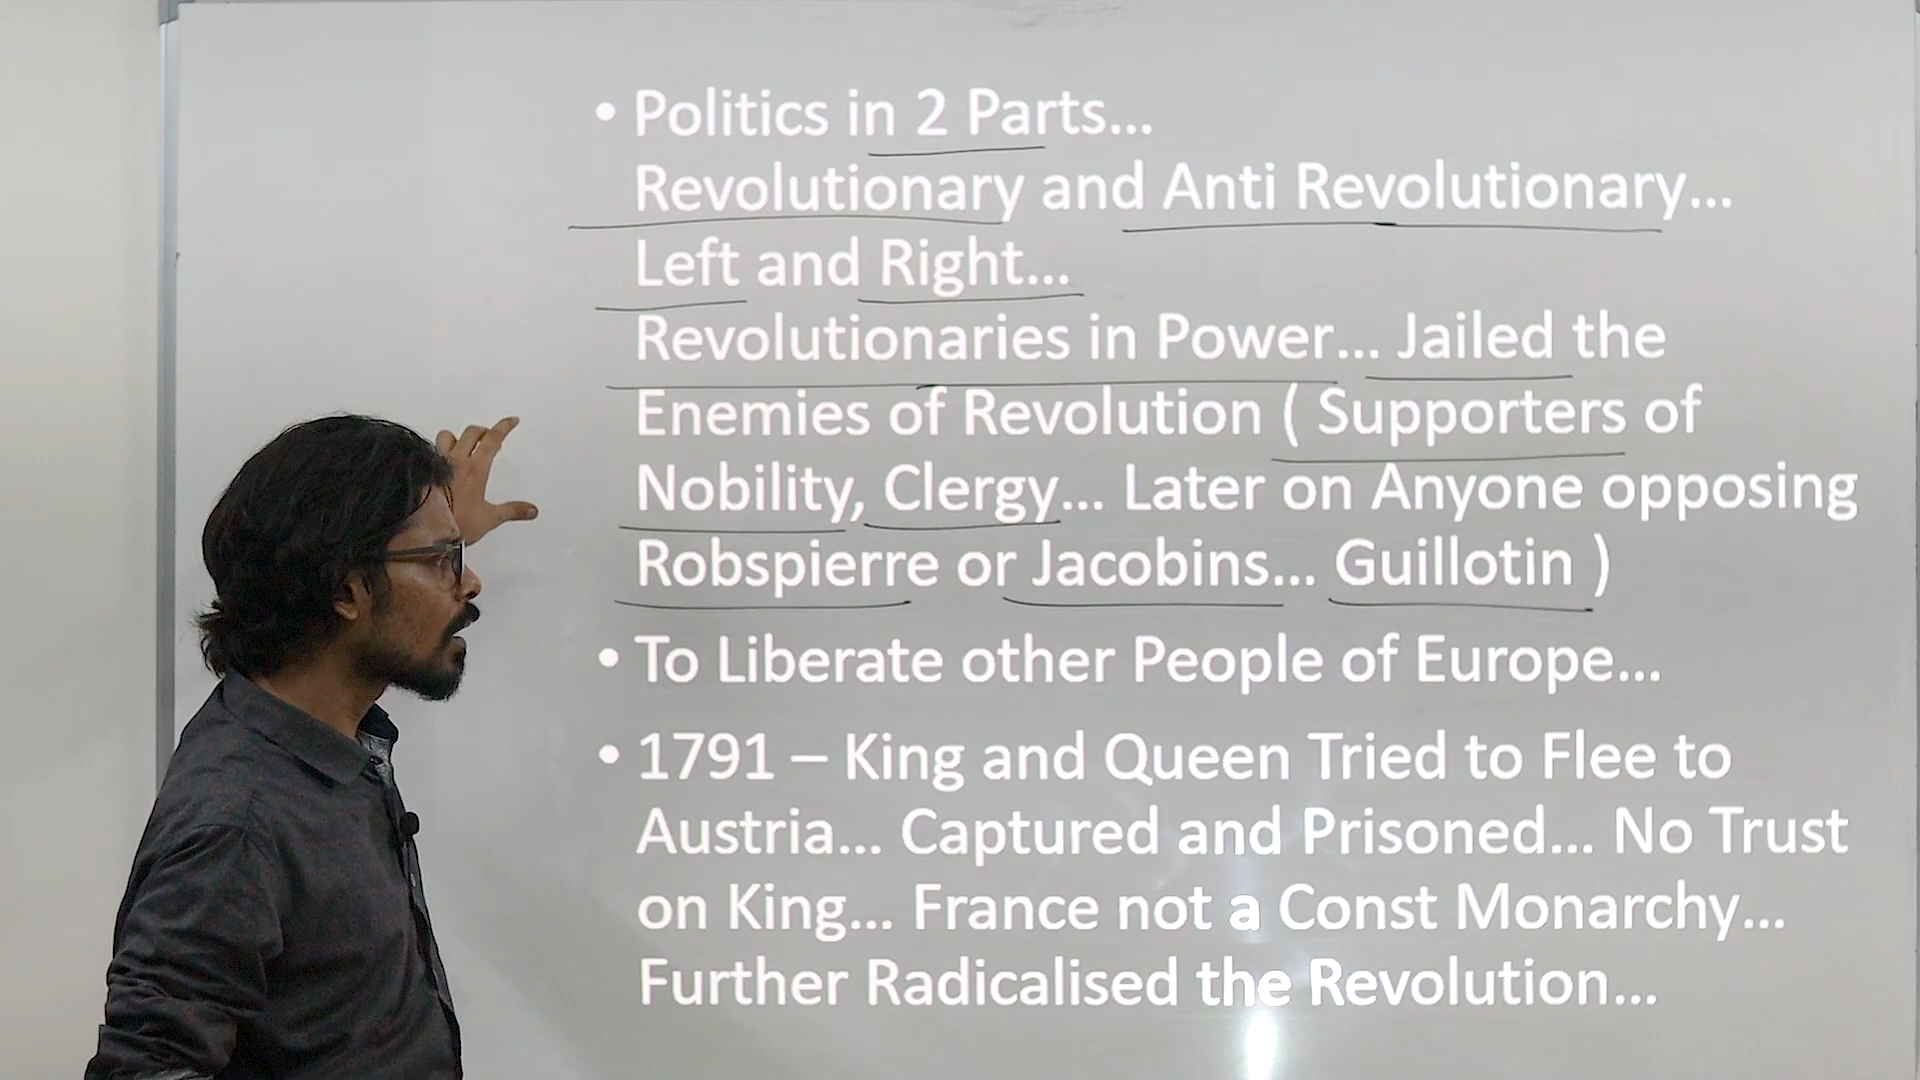 • Politics in 2 Parts...
Revolutionary and Anti Revolutionary...
Left and Right...
Revolutionaries in Power... Jailed the
Enemies of Revolution ( Supporters of
Nobility, Clergy... Later on Anyone opposing
Robspierre or Jacobins... Guillotin )
• To Liberate other People of Europe...
• 1791 – King and Queen Tried to Flee to
Austria... Captured and Prisoned... No Trust
on King... France not a Const Monarchy...
Further Radicalised the Revolution...